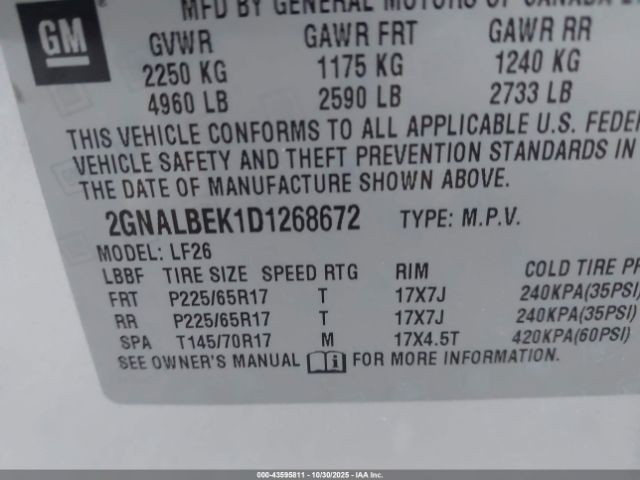 GM
MFD BY GENERAL MOTORS OF CANADA
GVWR GAWR FRT GAWR RR
2250 KG 1175 KG 1240 KG
4960 LB 2590 LB 2733 LB
THIS VEHICLE CONFORMS TO ALL APPLICABLE U.S. FEDER
VEHICLE SAFETY AND THEFT PREVENTION STANDARDS IN
THE DATE OF MANUFACTURE SHOWN ABOVE.
2GNALBEK1D1268672 TYPE: M.P.V.
MODEL: LF26
LBBF TIRE SIZE SPEED RTG RIM COLD TIRE PR
FRT P225/65R17 T 17X7J 240KPA(35PSI)
RR P225/65R17 T 17X7J 240KPA(35PSI)
SPA T145/70R17 M 17X4.5T 420KPA(60PSI)
SEE OWNER'S MANUAL i FOR MORE INFORMATION.
000-43595811 - 10/30/2025 - IAA Inc.